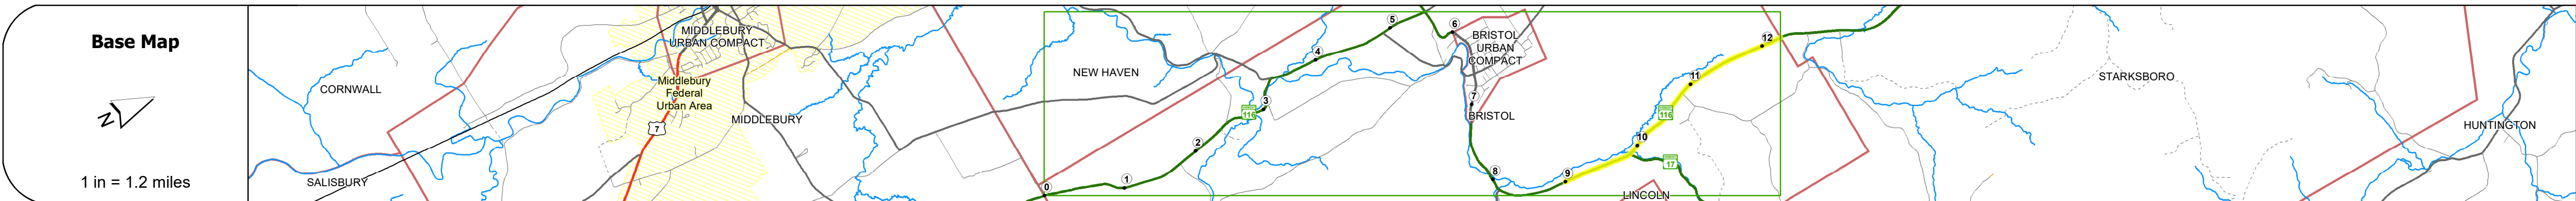 Base Map
N
1 in = 1.2 miles
CORNWALL
SALISBURY
MIDDLEBURY
URBAN COMPACT
Middlebury
Federal
Urban Area
7
MIDDLEBURY
NEW HAVEN
0
1
2
116
3
4
5
6
BRISTOL
URBAN
COMPACT
7
BRISTOL
8
9
10
116
11
12
17
LINCOLN
STARKSBORO
HUNTINGTON